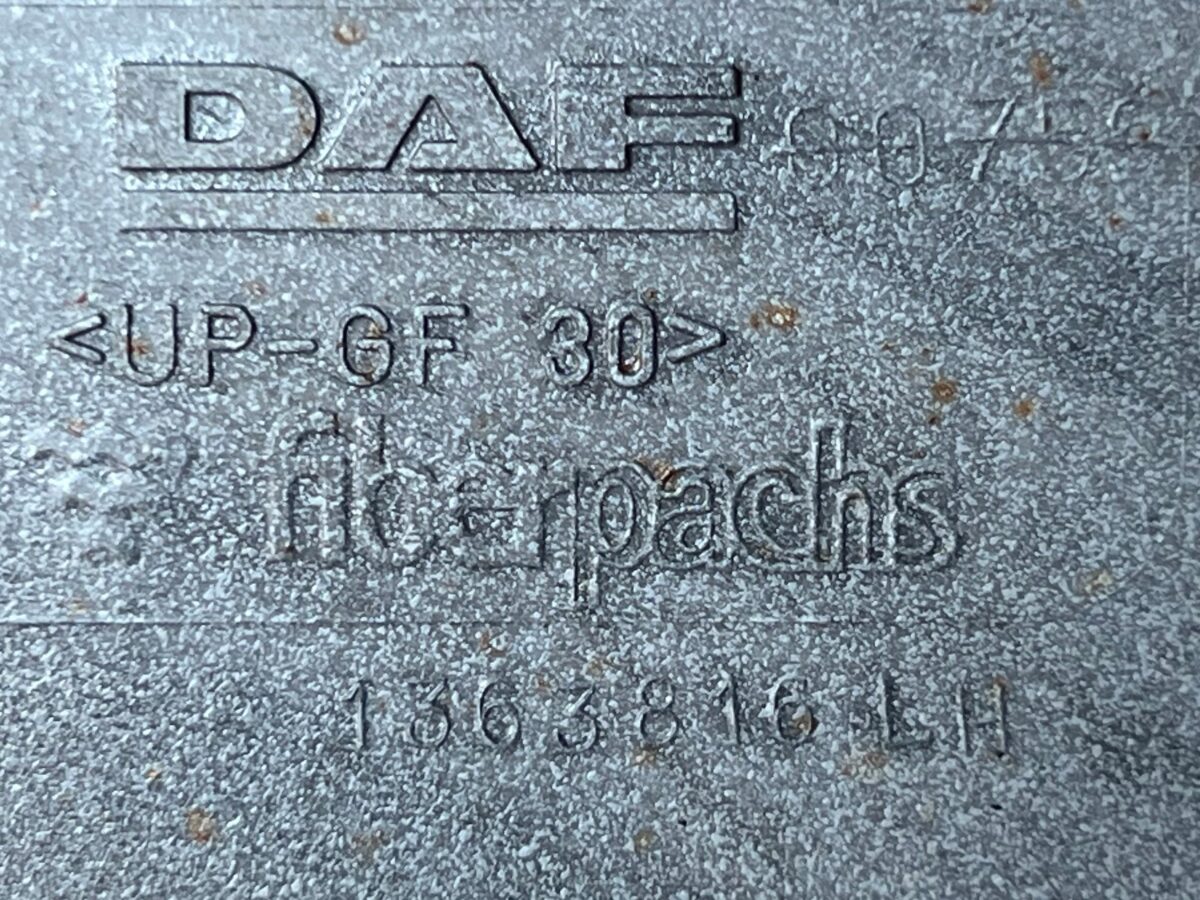 DAF
<UP-GF 30>
fiberpachs
1363816 LH